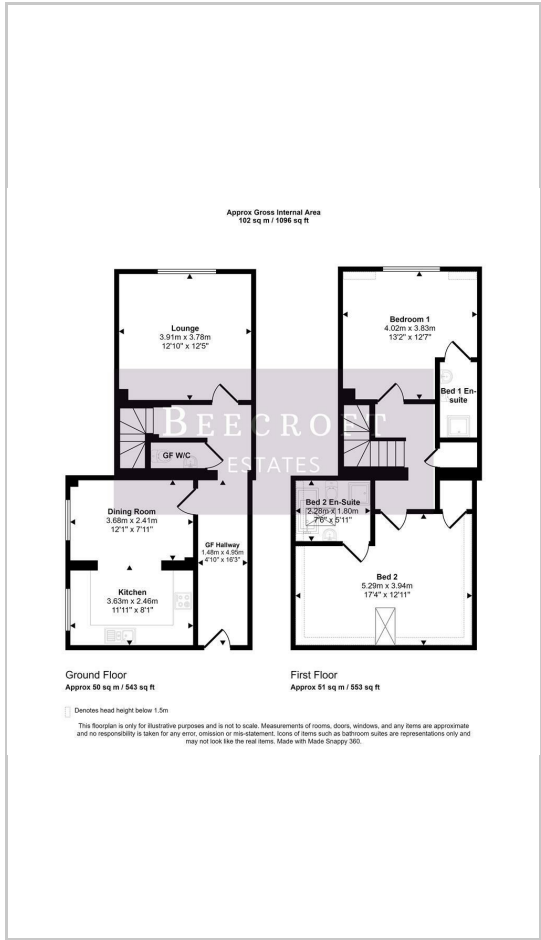 Approx Gross Internal Area
102 sq m / 1096 sq ft
Lounge
3.91m x 3.78m
12'10" x 12'5"
Bedroom 1
4.02m x 3.83m
13'2" x 12'7"
Bed 1 En-
suite
BEECROFT
ESTATES
GF W/C
Dining Room
3.68m x 2.41m
12'1" x 7'11"
GF Hallway
1.48m x 4.95m
4'10" x 16'3"
Kitchen
3.63m x 2.46m
11'11" x 8'1"
Bed 2 En-Suite
2.28m x 1.80m
7'6" x 5'11"
Bed 2
5.29m x 3.94m
17'4" x 12'11"
Ground Floor
Approx 50 sq m / 543 sq ft
First Floor
Approx 51 sq m / 553 sq ft
Denotes head height below 1.5m
This floorplan is only for illustrative purposes and is not to scale. Measurements of rooms, doors, windows, and any items are approximate
and no responsibility is taken for any error, omission or mis-statement. Icons of items such as bathroom suites are representations only and
may not look like the real items. Made with Made Snappy 360.